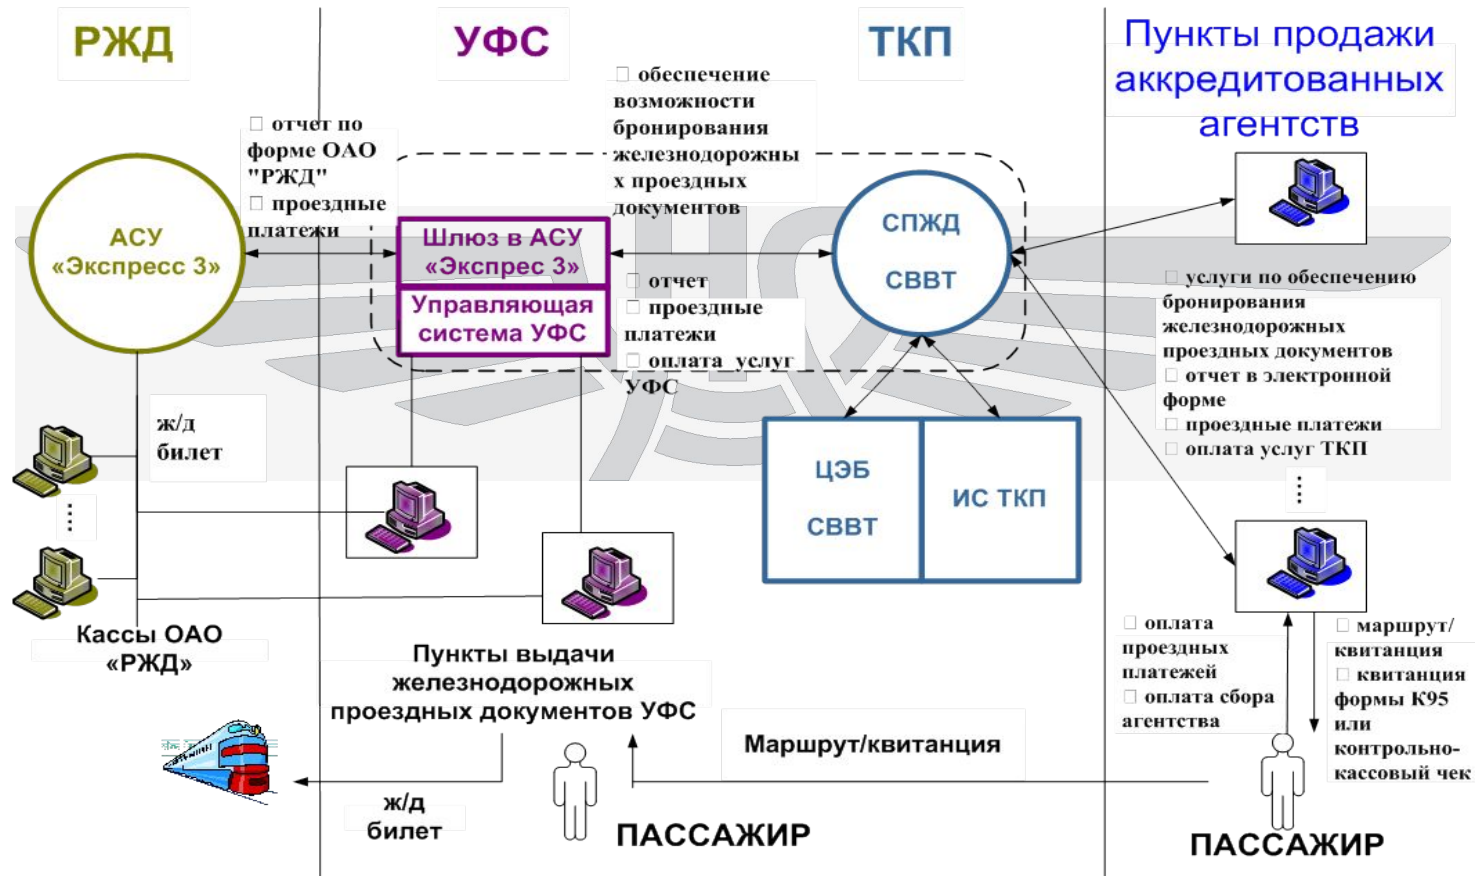 РЖД
УФС
ТКП
Пункты продажи
аккредитованных
агентств
□ отчет по
форме ОАО
"РЖД"
□ проездные
платежи
□ обеспечение
возможности
бронирования
железнодорожны
х проездных
документов
АСУ
«Экспресс 3»
Шлюз в АСУ
«Экспрес 3»
Управляющая
система УФС
□ отчет
□ проездные
платежи
□ оплата услуг
УФС
СПЖД
СВВТ
□ услуги по обеспечению
бронирования
железнодорожных
проездных документов
□ отчет в электронной
форме
□ проездные платежи
□ оплата услуг ТКП
ж/д
билет
ЦЭБ
СВВТ
ИС ТКП
Кассы ОАО
«РЖД»
Пункты выдачи
железнодорожных
проездных документов УФС
□ оплата
проездных
платежей
□ оплата сбора
агентства
□ маршрут/
квитанция
□ квитанция
формы К95
или
контрольно-
кассовый чек
Маршрут/квитанция
ж/д
билет
ПАССАЖИР
ПАССАЖИР